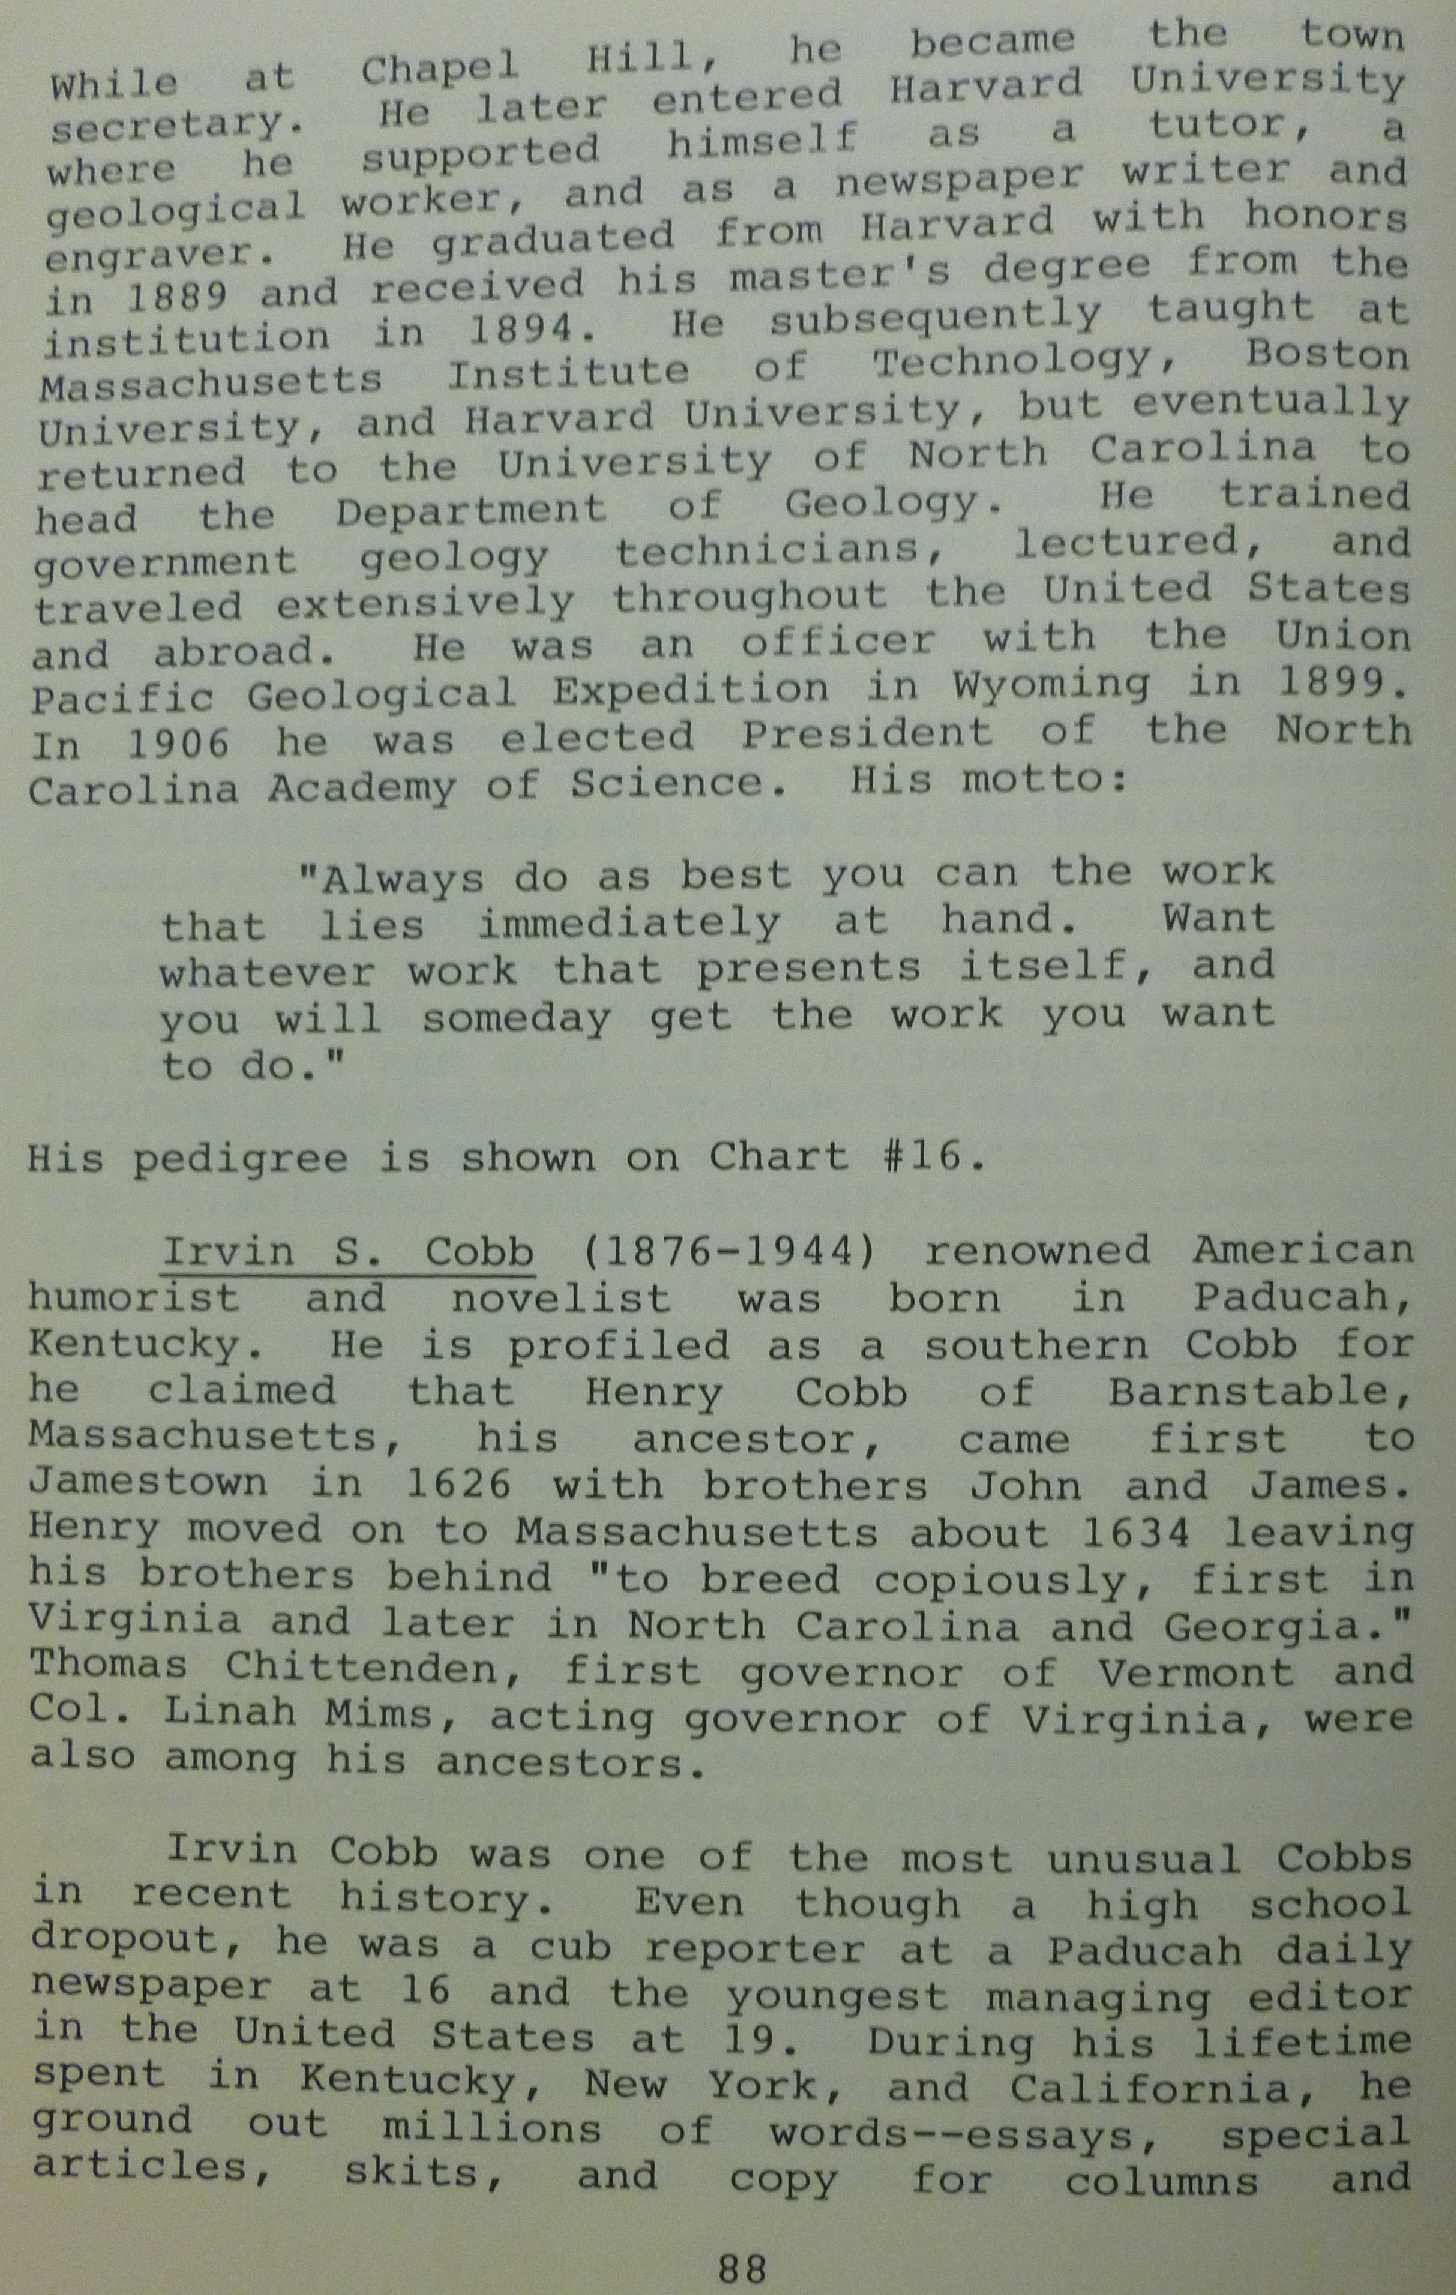 While at Chapel Hill, he became the town
secretary. He later entered Harvard University
where he supported himself as a tutor, a
geological worker, and as a newspaper writer and
engraver. He graduated from Harvard with honors
in 1889 and received his master's degree from the
institution in 1894. He subsequently taught at
Massachusetts Institute of Technology, Boston
University, and Harvard University, but eventually
returned to the University of North Carolina to
head the Department of Geology. He trained
government geology technicians, lectured, and
traveled extensively throughout the United States
and abroad. He was an officer with the Union
Pacific Geological Expedition in Wyoming in 1899.
In 1906 he was elected President of the North
Carolina Academy of Science. His motto:
"Always do as best you can the work
that lies immediately at hand. Want
whatever work that presents itself, and
you will someday get the work you want
to do."
His pedigree is shown on Chart #16.
Irvin S. Cobb (1876-1944) renowned American
humorist and novelist was born in Paducah,
Kentucky. He is profiled as a southern Cobb for
he claimed that Henry Cobb of Barnstable,
Massachusetts, his ancestor, came first to
Jamestown in 1626 with brothers John and James.
Henry moved on to Massachusetts about 1634 leaving
his brothers behind "to breed copiously, first in
Virginia and later in North Carolina and Georgia."
Thomas Chittenden, first governor of Vermont and
Col. Linah Mims, acting governor of Virginia, were
also among his ancestors.
Irvin Cobb was one of the most unusual Cobbs
in recent history. Even though a high school
dropout, he was a cub reporter at a Paducah daily
newspaper at 16 and the youngest managing editor
in the United States at 19. During his lifetime
spent in Kentucky, New York, and California, he
ground out millions of words--essays, special
articles, skits, and copy for columns and
88